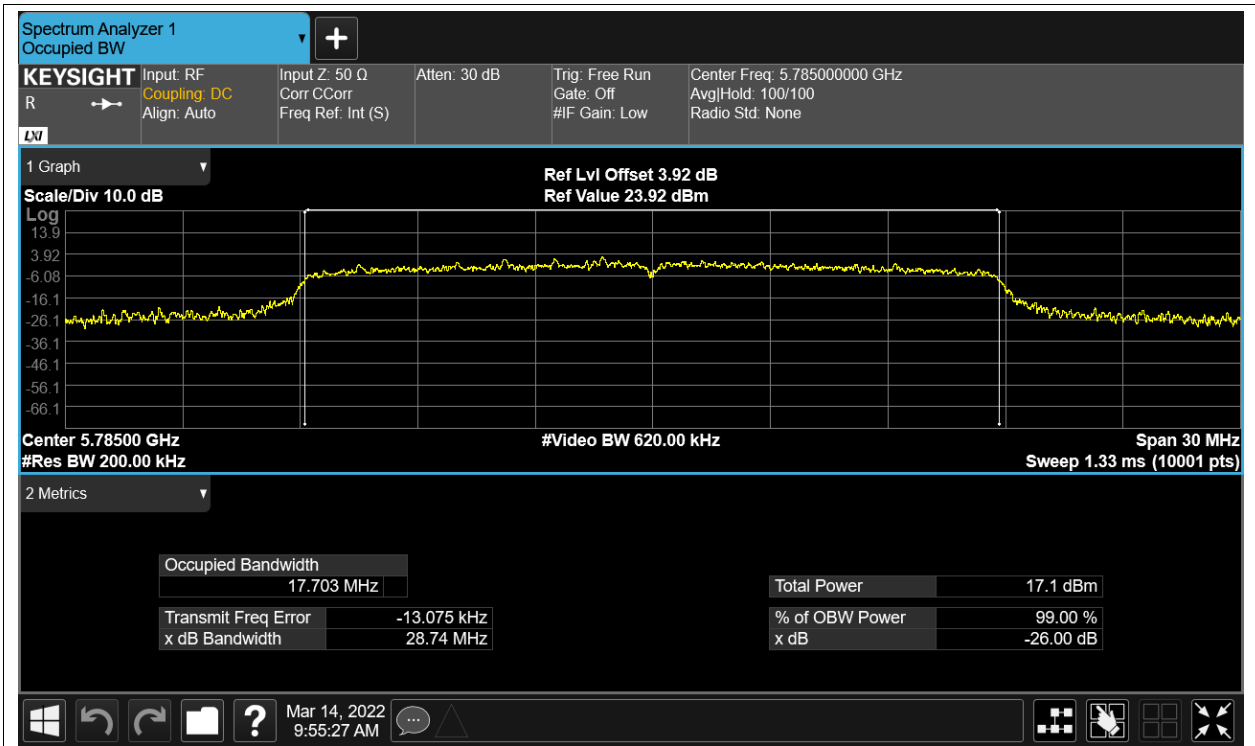 Spectrum Analyzer 1
Occupied BW
KEYSIGHT
R
LXI
Input: RF
Coupling: DC
Align: Auto
Input Z: 50 Ω
Corr CCorr
Freq Ref: Int (S)
Atten: 30 dB
Trig: Free Run
Gate: Off
#IF Gain: Low
Center Freq: 5.785000000 GHz
Avg|Hold: 100/100
Radio Std: None
1 Graph
Scale/Div 10.0 dB
Ref Lvl Offset 3.92 dB
Ref Value 23.92 dBm
Log
13.9
3.92
-6.08
-16.1
-26.1
-36.1
-46.1
-56.1
-66.1
Center 5.78500 GHz
#Res BW 200.00 kHz
#Video BW 620.00 kHz
Span 30 MHz
Sweep 1.33 ms (10001 pts)
2 Metrics
Occupied Bandwidth
17.703 MHz
Transmit Freq Error -13.075 kHz
x dB Bandwidth 28.74 MHz
Total Power 17.1 dBm
% of OBW Power 99.00 %
x dB -26.00 dB
?
Mar 14, 2022
9:55:27 AM